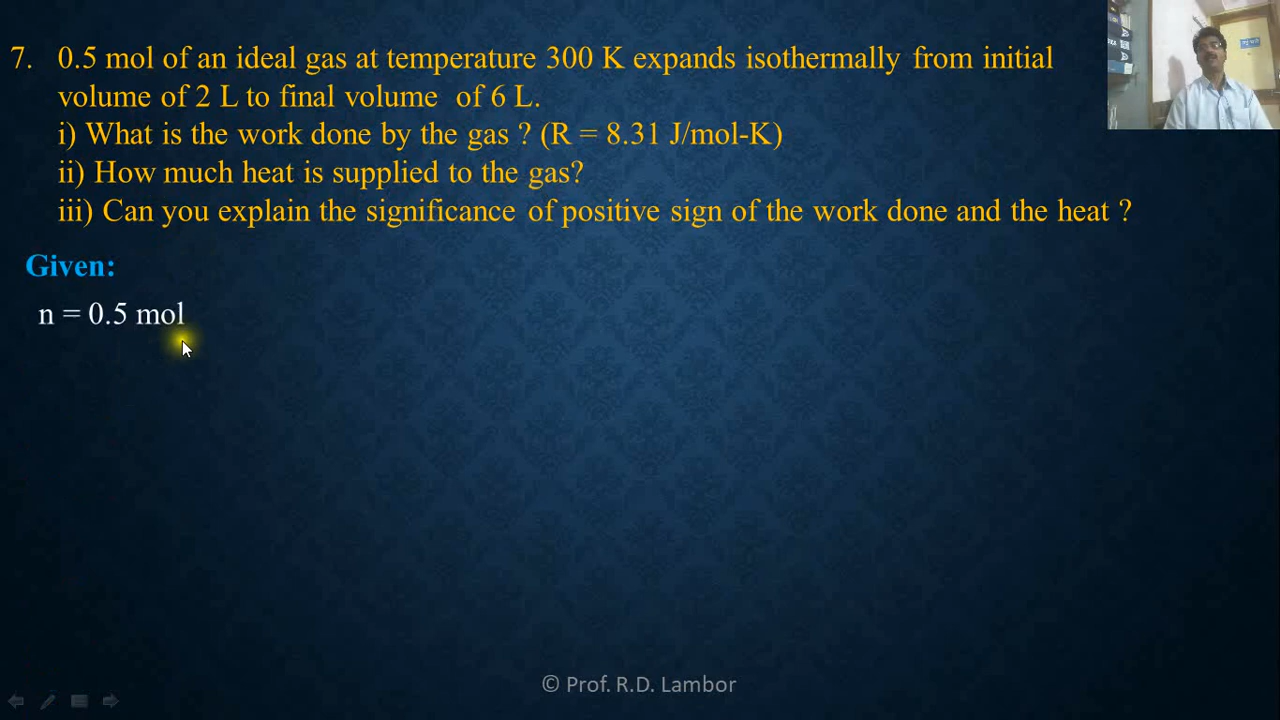 7. 0.5 mol of an ideal gas at temperature 300 K expands isothermally from initial
volume of 2 L to final volume of 6 L.
i) What is the work done by the gas ? (R = 8.31 J/mol-K)
ii) How much heat is supplied to the gas?
iii) Can you explain the significance of positive sign of the work done and the heat ?
Given:
n = 0.5 mol
© Prof. R.D. Lambor